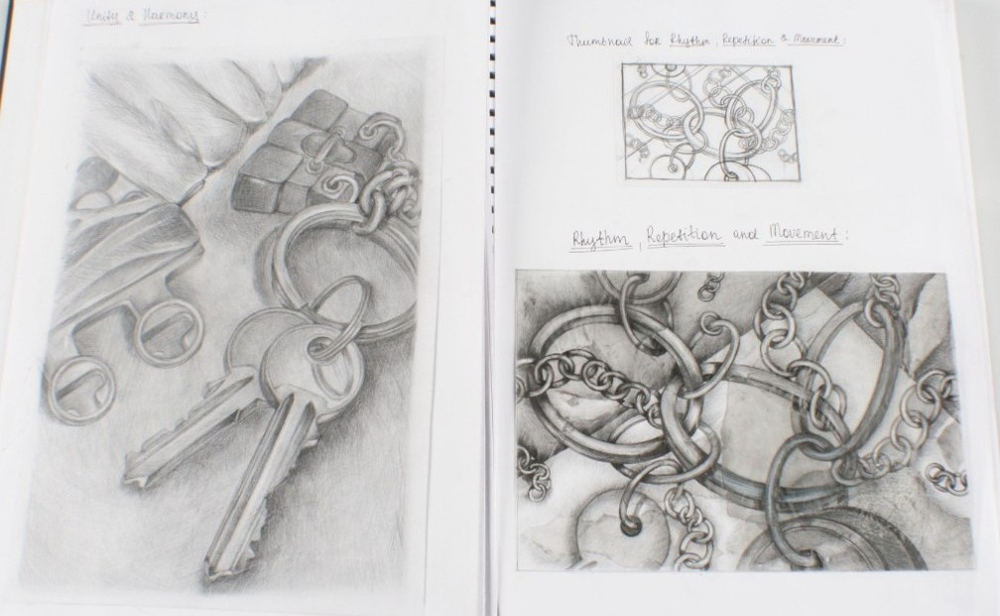 Unity & Harmony:
Thumbnail for Rhythm, Repetition & Movement:
Rhythm, Repetition and Movement: